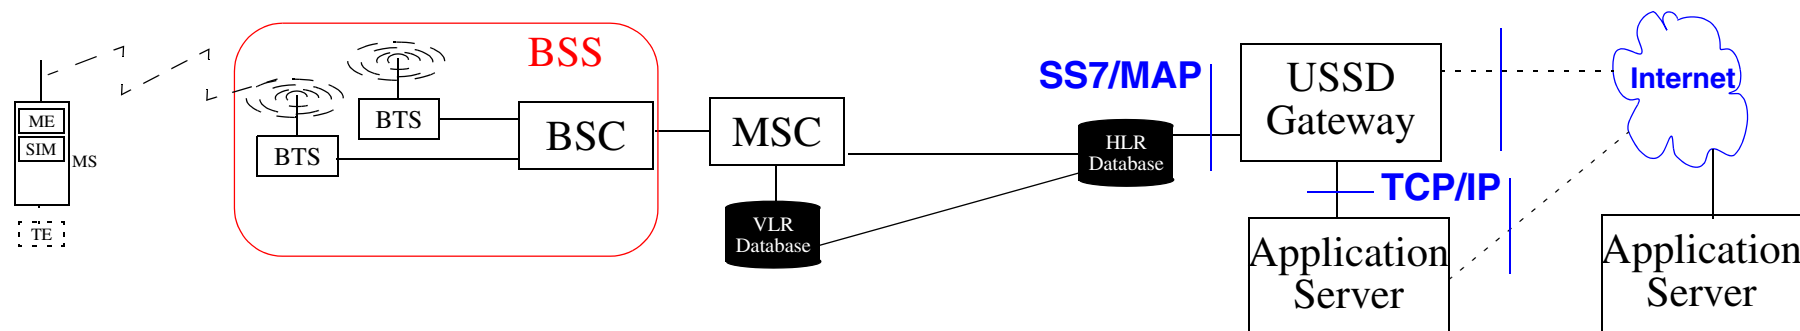 BSS
SS7/MAP
USSD
Gateway
Internet
ME
SIM
MS
BTS
BTS
BSC
MSC
HLR
Database
TCP/IP
VLR
Database
TE
Application
Server
Application
Server